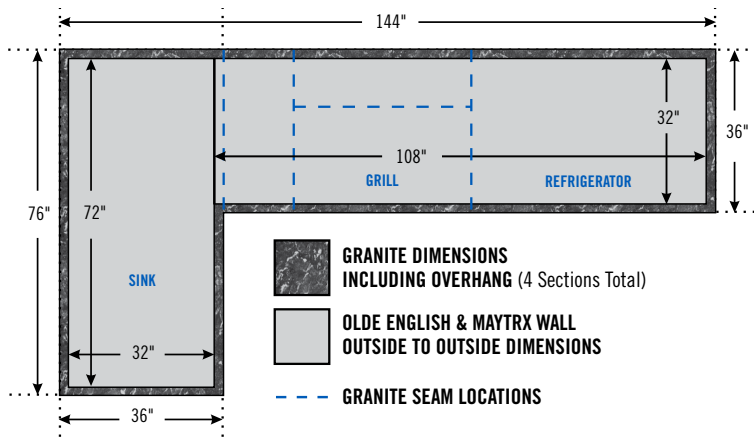 144"
76"
72"
32"
36"
108"
GRILL
REFRIGERATOR
SINK
32"
36"
GRANITE DIMENSIONS
INCLUDING OVERHANG (4 Sections Total)
OLDE ENGLISH & MAYTRX WALL
OUTSIDE TO OUTSIDE DIMENSIONS
GRANITE SEAM LOCATIONS